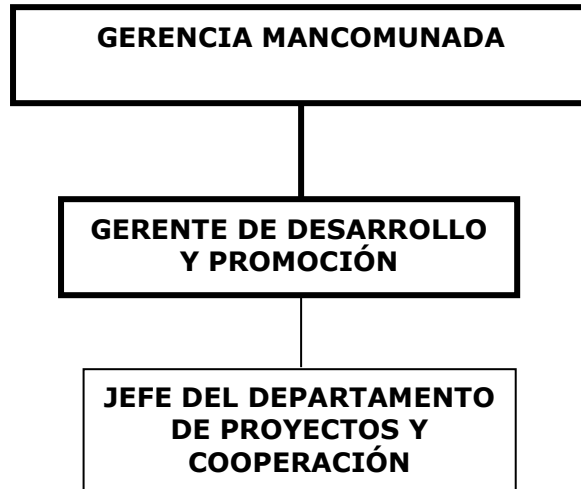 GERENCIA MANCOMUNADA
GERENTE DE DESARROLLO
Y PROMOCIÓN
JEFE DEL DEPARTAMENTO
DE PROYECTOS Y
COOPERACIÓN